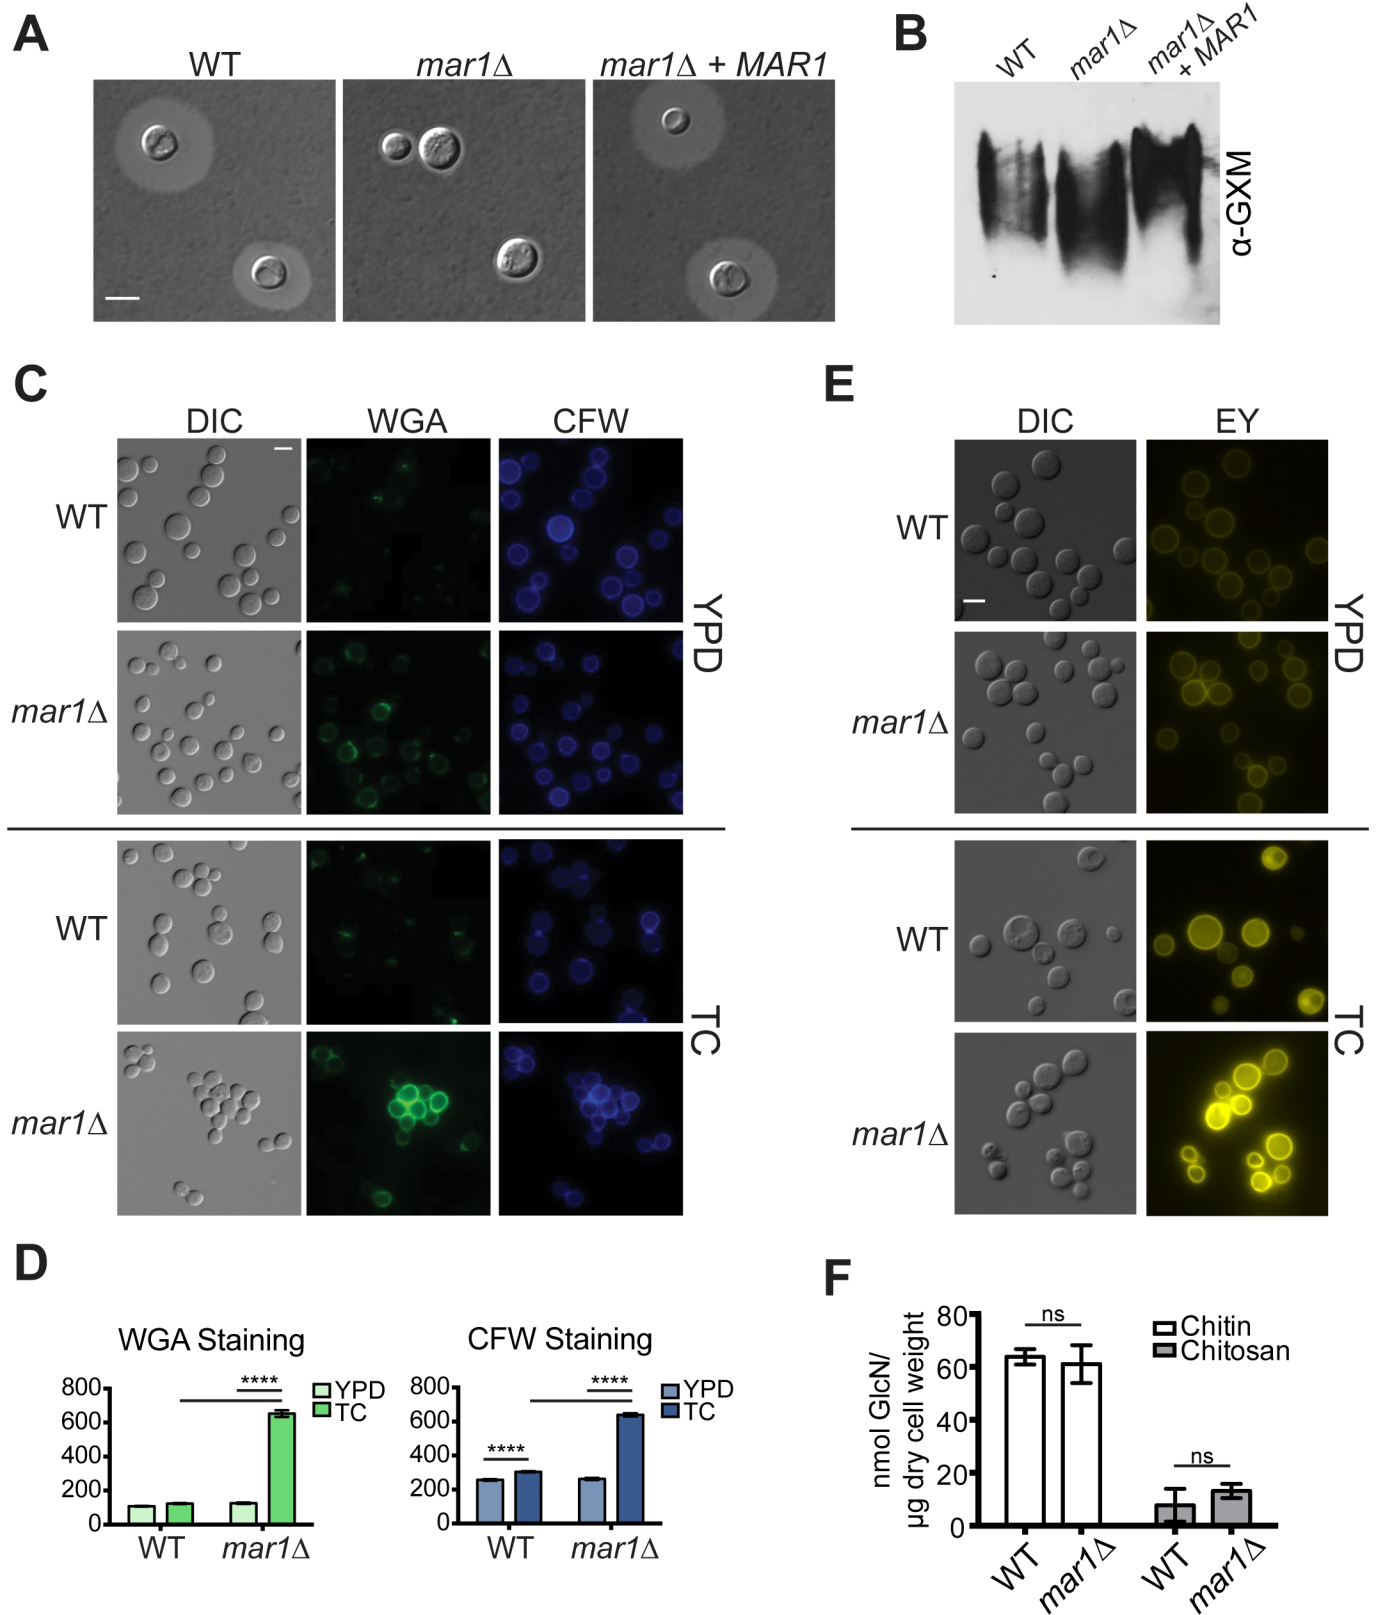 A
WT
mar1Δ
mar1Δ + MAR1
B
WT
mar1Δ
mar1Δ
+ MAR1
α-GXM
C
DIC
WGA
CFW
WT
mar1Δ
YPD
WT
mar1Δ
TC
E
DIC
EY
WT
mar1Δ
YPD
WT
mar1Δ
TC
D
WGA Staining
800
600
400
200
0
****
YPD
TC
WT
mar1Δ
CFW Staining
800
600
400
200
0
****
****
YPD
TC
WT
mar1Δ
F
nmol GlcN/
µg dry cell weight
80
60
40
20
0
ns
ns
Chitin
Chitosan
WT
mar1Δ
WT
mar1Δ